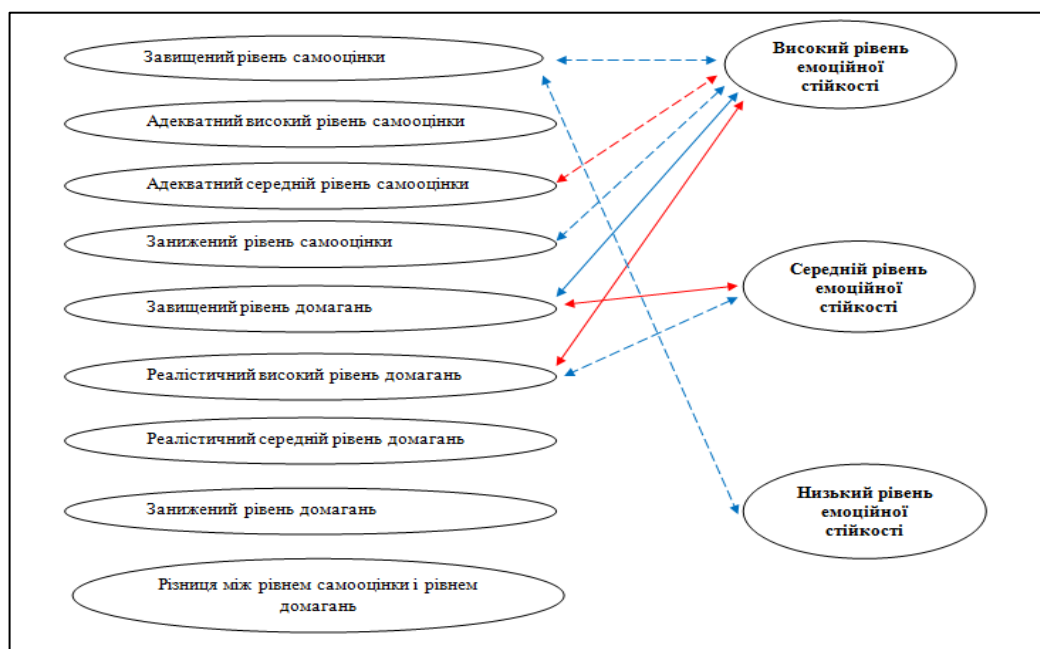 Завищений рівень самооцінки
Адекватний високий рівень самооцінки
Адекватний середній рівень самооцінки
Занижений рівень самооцінки
Завищений рівень домагань
Реалістичний високий рівень домагань
Реалістичний середній рівень домагань
Занижений рівень домагань
Різниця між рівнем самооцінки і рівнем
домагань
Високий рівень
емоційної
стійкості
Середній рівень
емоційної
стійкості
Низький рівень
емоційної
стійкості